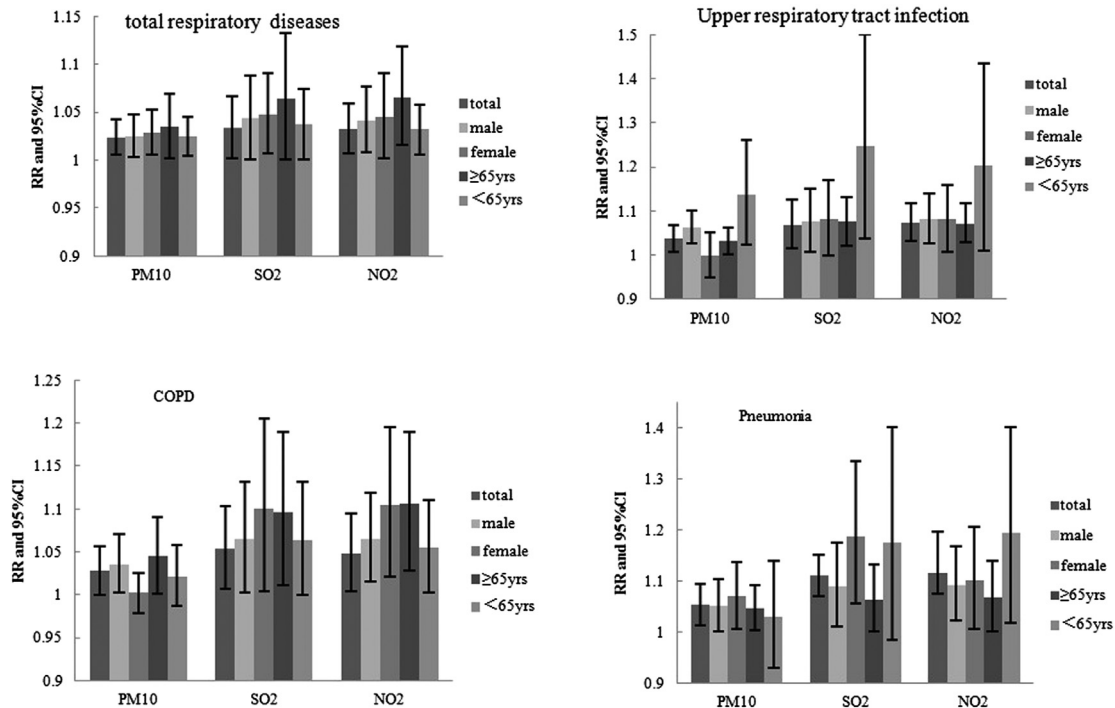 total respiratory diseases
RR and 95%CI
1.15
1.1
1.05
1
0.95
0.9
PM10 SO2 NO2
total
male
female
≥65yrs
<65yrs
Upper respiratory tract infection
RR and 95%CI
1.5
1.4
1.3
1.2
1.1
1
0.9
PM10 SO2 NO2
total
male
female
≥65yrs
<65yrs
COPD
RR and 95%CI
1.25
1.2
1.15
1.1
1.05
1
0.95
0.9
PM10 SO2 NO2
total
male
female
≥65yrs
<65yrs
Pneumonia
RR and 95%CI
1.4
1.3
1.2
1.1
1
0.9
PM10 SO2 NO2
total
male
female
≥65yrs
<65yrs